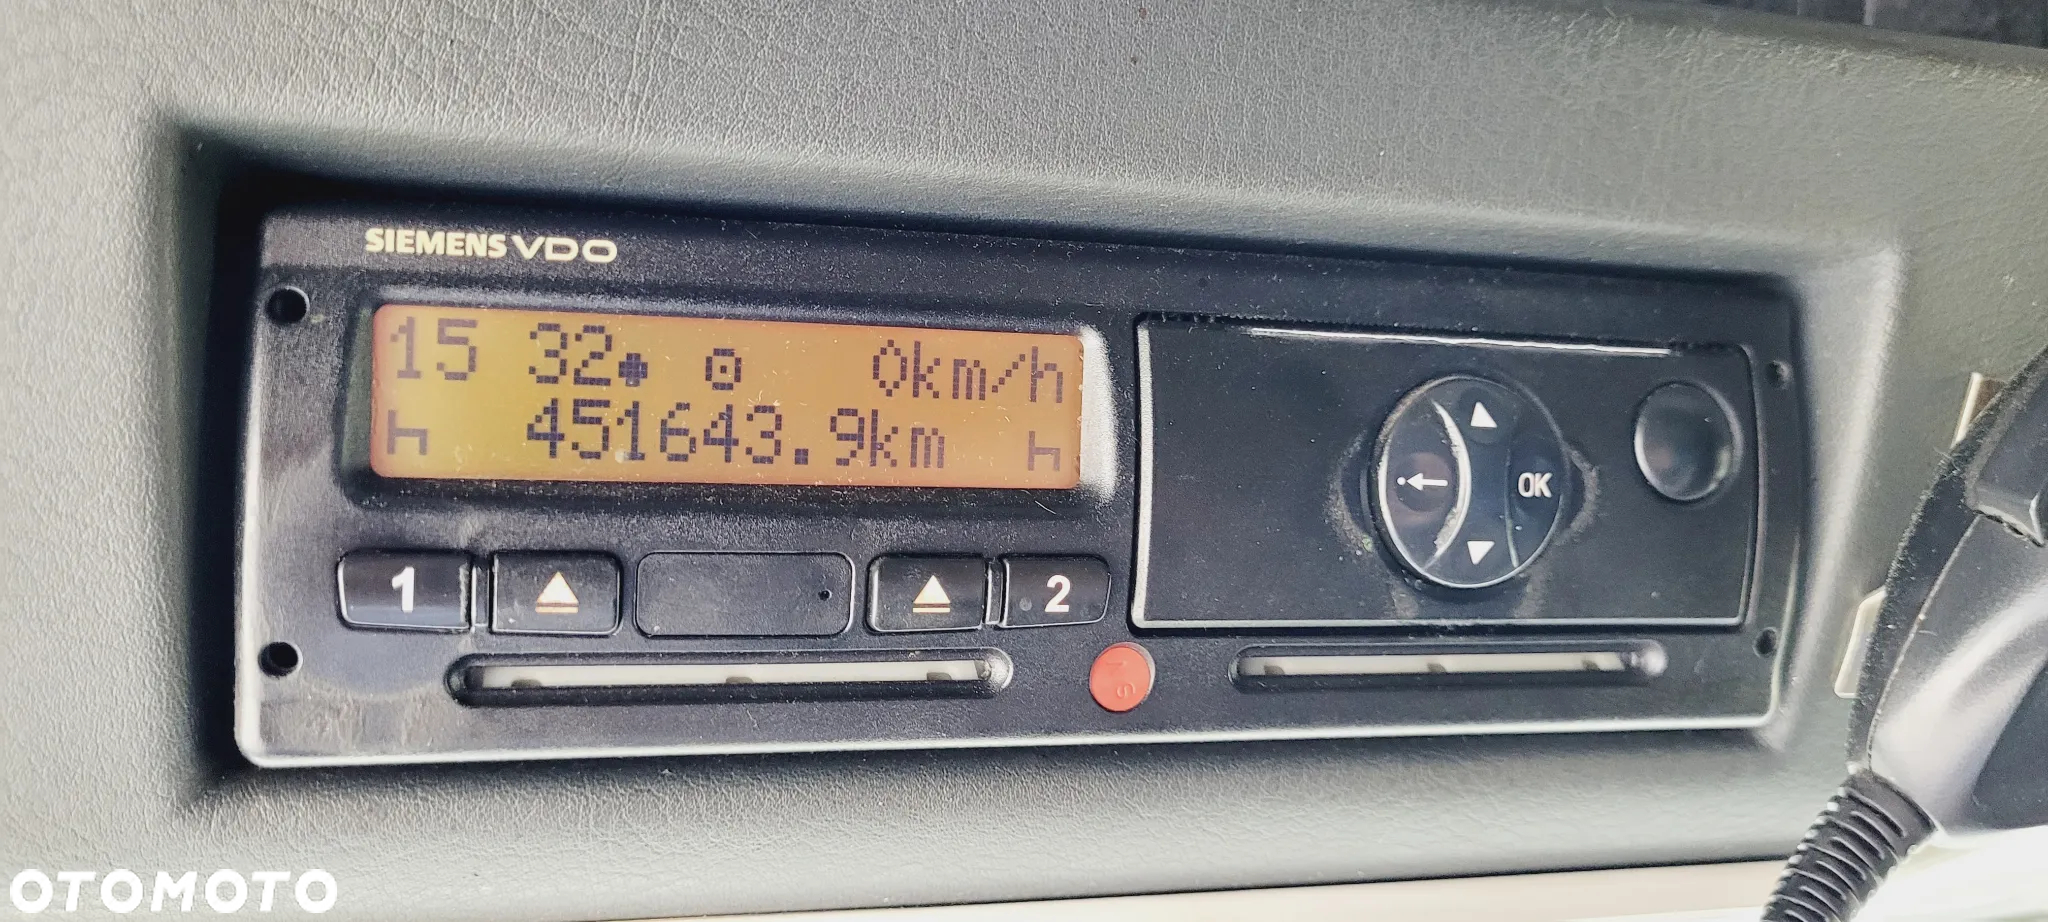 SIEMENS VDO
15 32 0km/h
451643.9km
1 2
OK
OTOMOTO